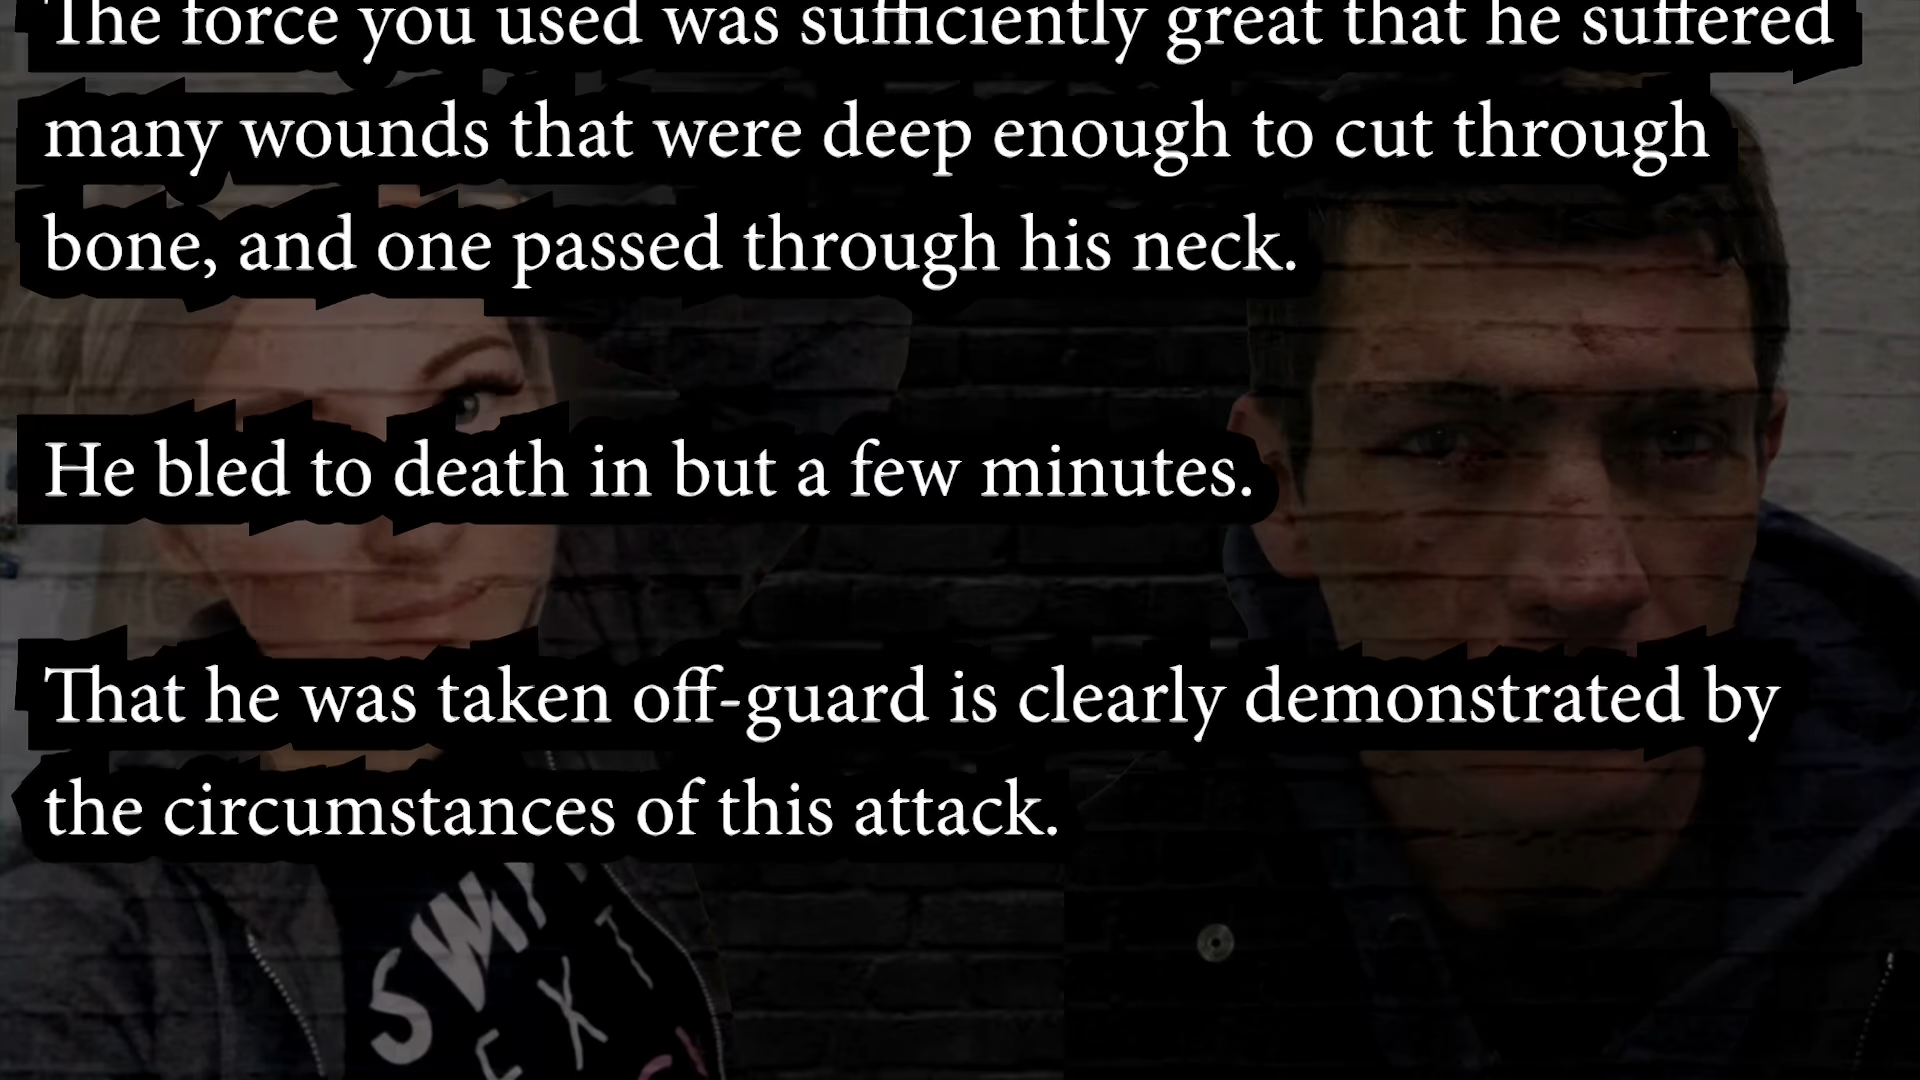 The force you used was sufficiently great that he suffered
many wounds that were deep enough to cut through
bone, and one passed through his neck.
He bled to death in but a few minutes.
That he was taken off-guard is clearly demonstrated by
the circumstances of this attack.